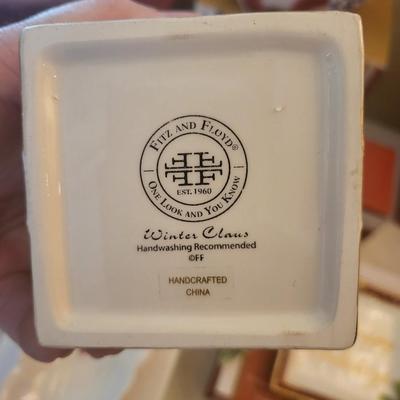 FITZ AND FLOYD®
EST. 1960
ONE LOOK AND YOU KNOW
Winter Claus
Handwashing Recommended
©FF
HANDCRAFTED
CHINA